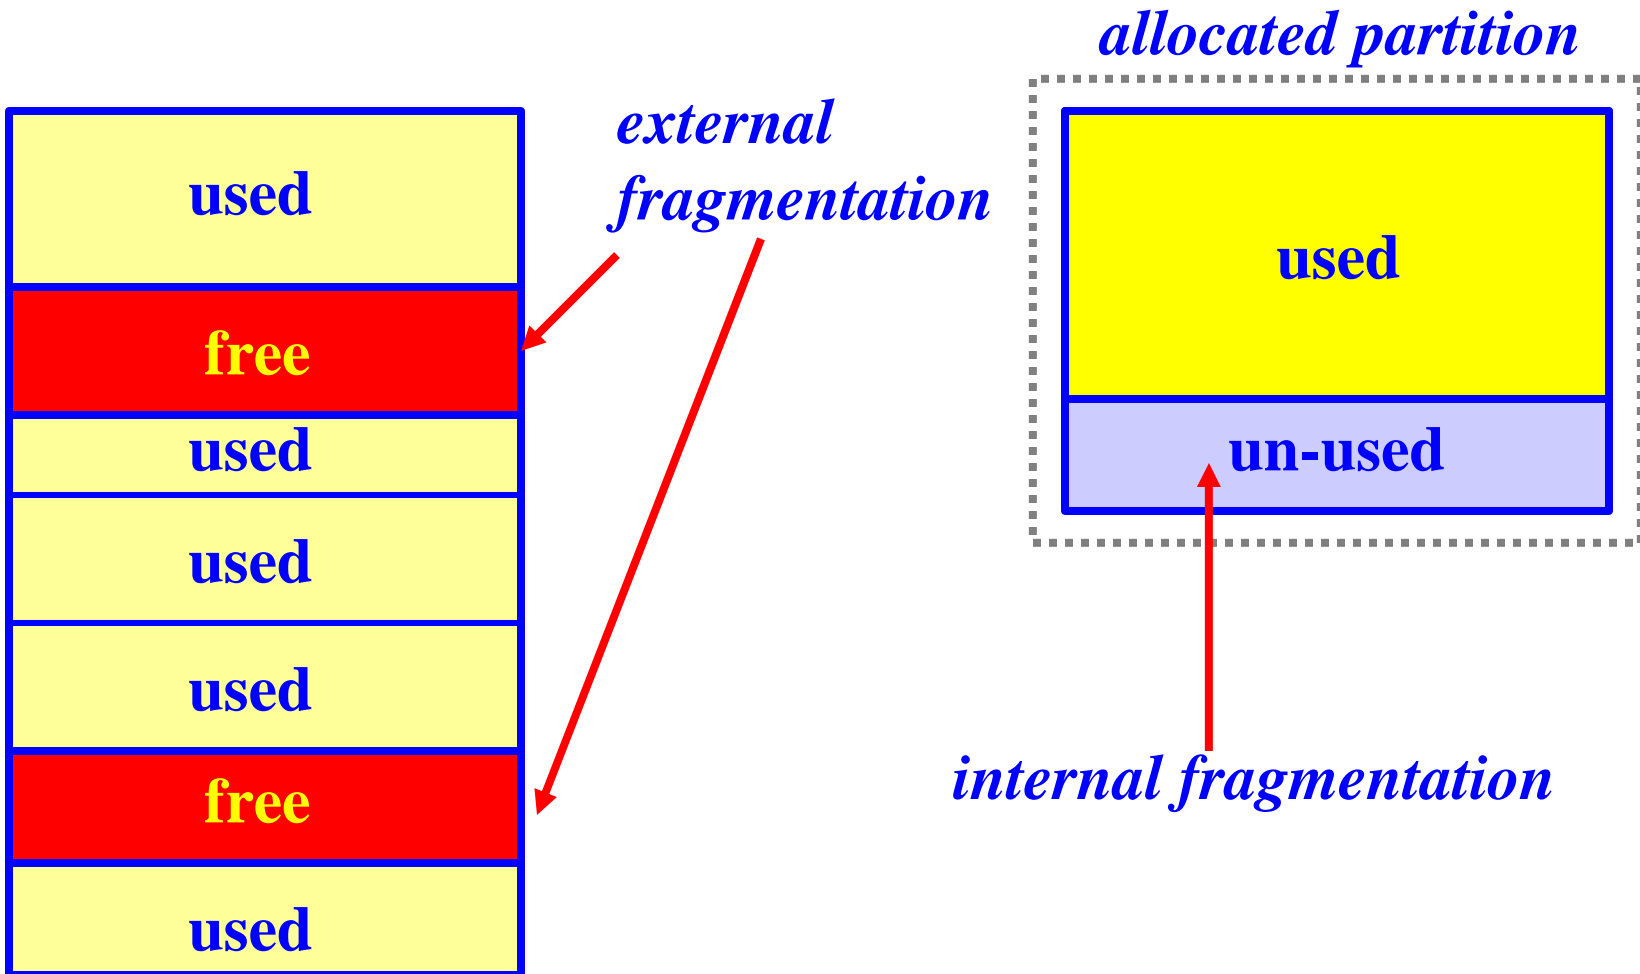 allocated partition
external
fragmentation
used
free
used
used
used
free
used
used
un-used
internal fragmentation